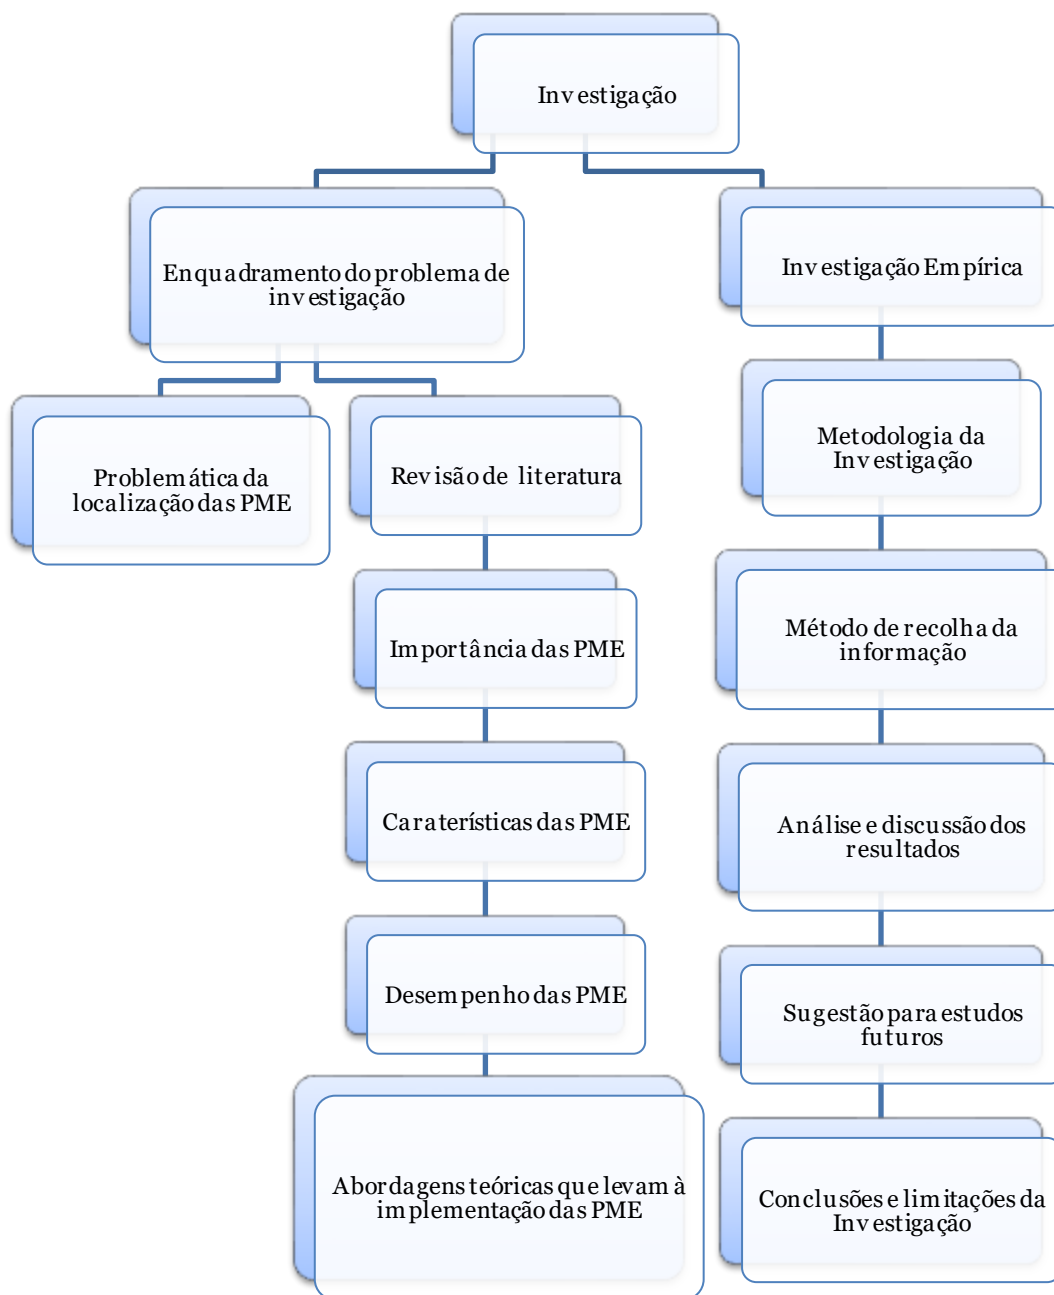 Investigação
Enquadramento do problema de
investigação
Investigação Empírica
Problemática da
localização das PME
Revisão de literatura
Metodologia da
Investigação
Importância das PME
Método de recolha da
informação
Caraterísticas das PME
Análise e discussão dos
resultados
Desempenho das PME
Sugestão para estudos
futuros
Abordagens teóricas que levam à
implementação das PME
Conclusões e limitações da
Investigação